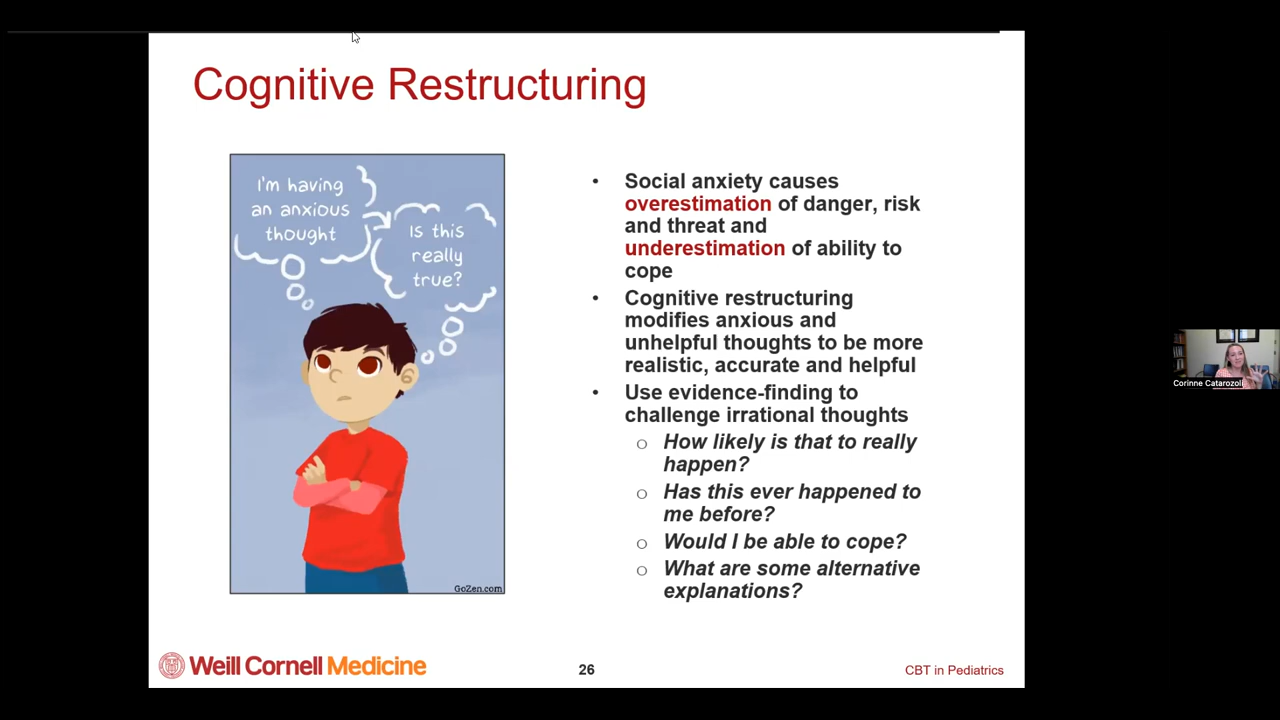 Cognitive Restructuring
I'm having
an anxious
thought
Is this
really
true?
GoZen.com
• Social anxiety causes
overestimation of danger, risk
and threat and
underestimation of ability to
cope
• Cognitive restructuring
modifies anxious and
unhelpful thoughts to be more
realistic, accurate and helpful
• Use evidence-finding to
challenge irrational thoughts
o How likely is that to really
happen?
o Has this ever happened to
me before?
o Would I be able to cope?
o What are some alternative
explanations?
Corinne Catarozoli
Weill Cornell Medicine
26
CBT in Pediatrics